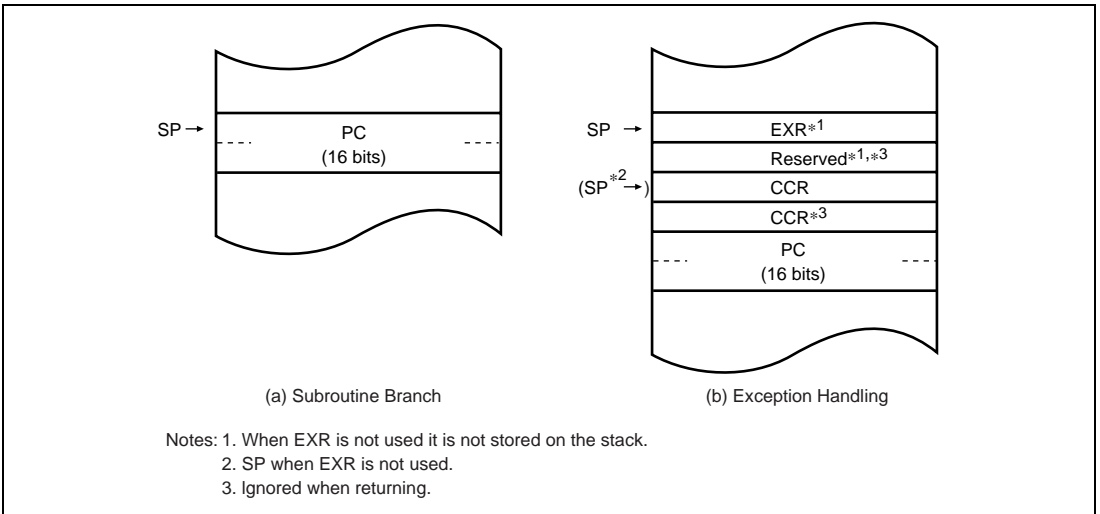 SP →
PC
(16 bits)
(a) Subroutine Branch
SP →
EXR*1
Reserved*1,*3
(SP*2 →)
CCR
CCR*3
PC
(16 bits)
(b) Exception Handling
Notes: 1. When EXR is not used it is not stored on the stack.
2. SP when EXR is not used.
3. Ignored when returning.